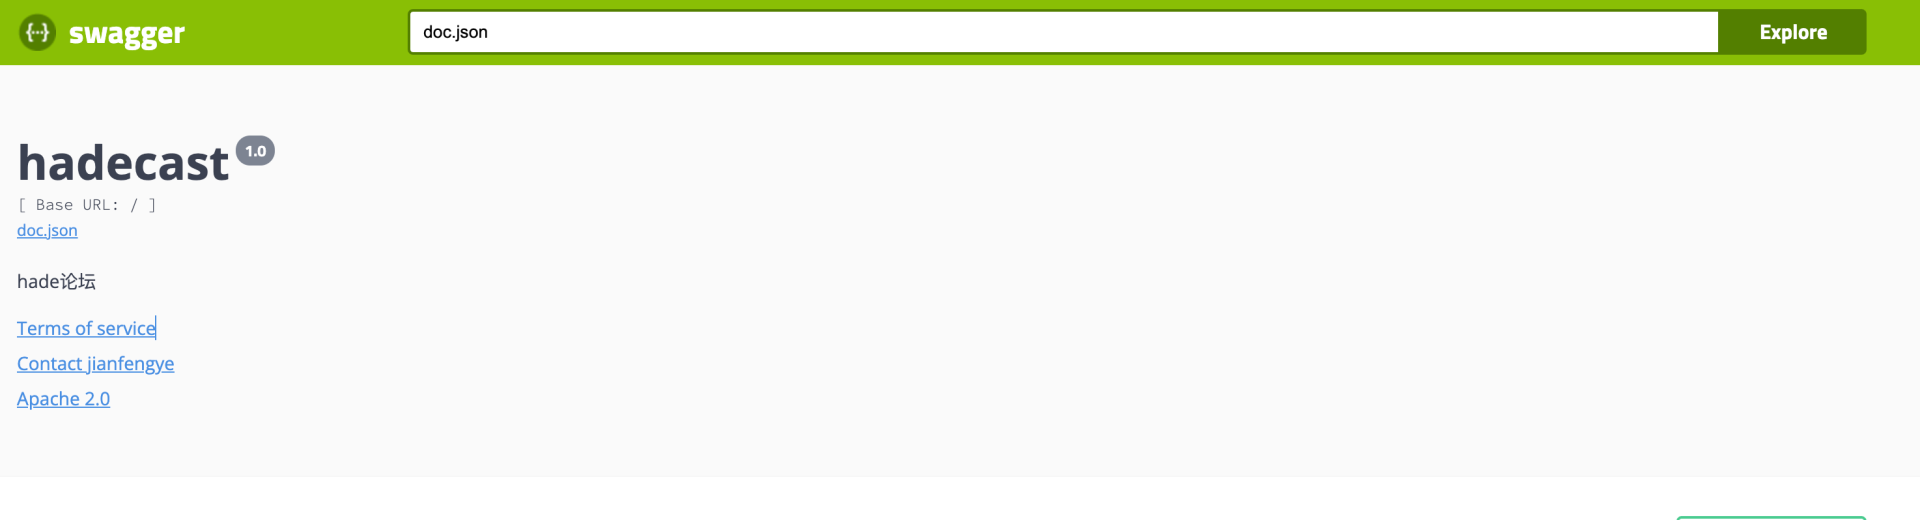 swagger
doc.json
Explore
hadecast 1.0
[ Base URL: / ]
doc.json
hade论坛
Terms of service
Contact jianfengye
Apache 2.0